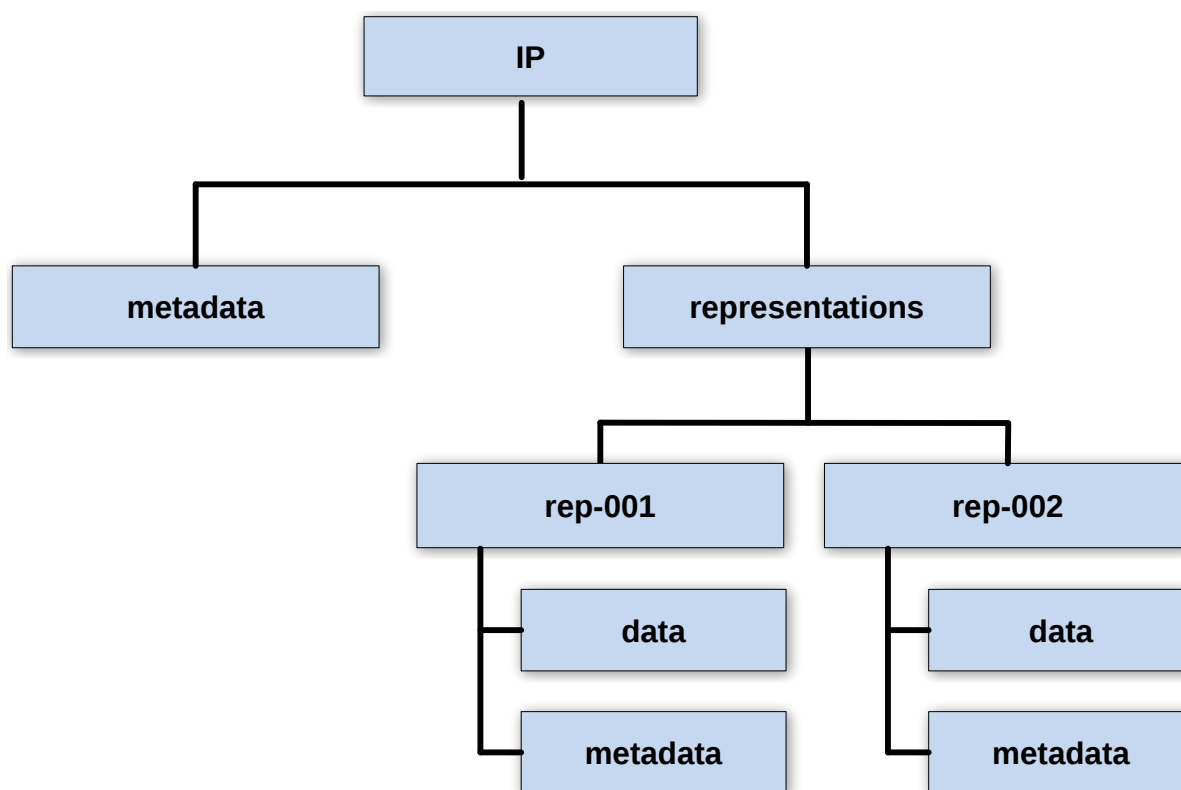 IP
metadata
representations
rep-001
rep-002
data
data
metadata
metadata